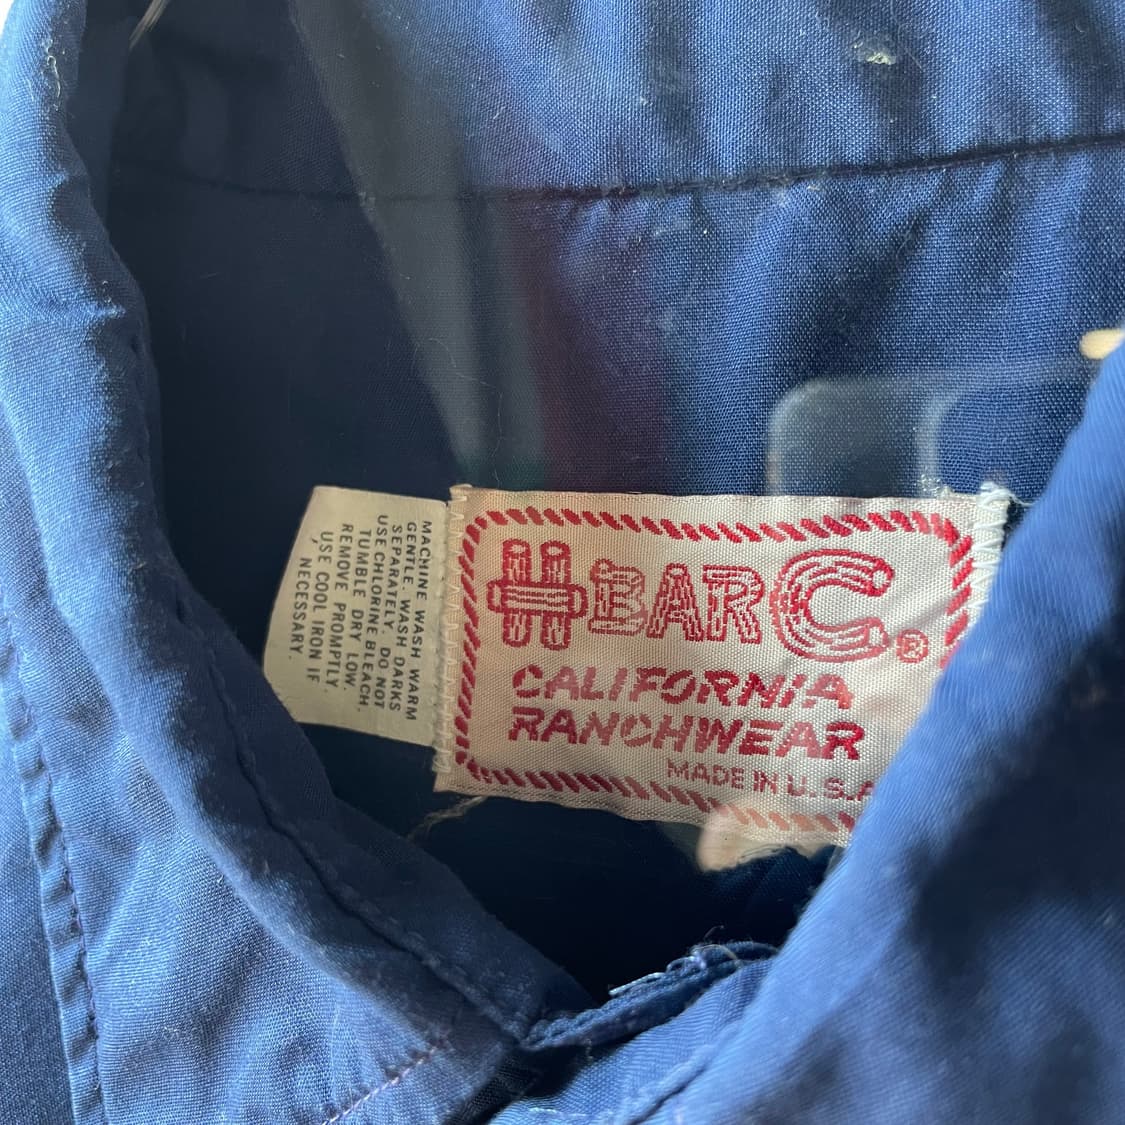 MACHINE WASH WARM
GENTLE. WASH DARKS
SEPARATELY. DO NOT
USE CHLORINE BLEACH.
TUMBLE DRY LOW.
REMOVE PROMPTLY.
USE COOL IRON IF
NECESSARY.
H BAR C®
CALIFORNIA
RANCHWEAR
MADE IN U.S.A